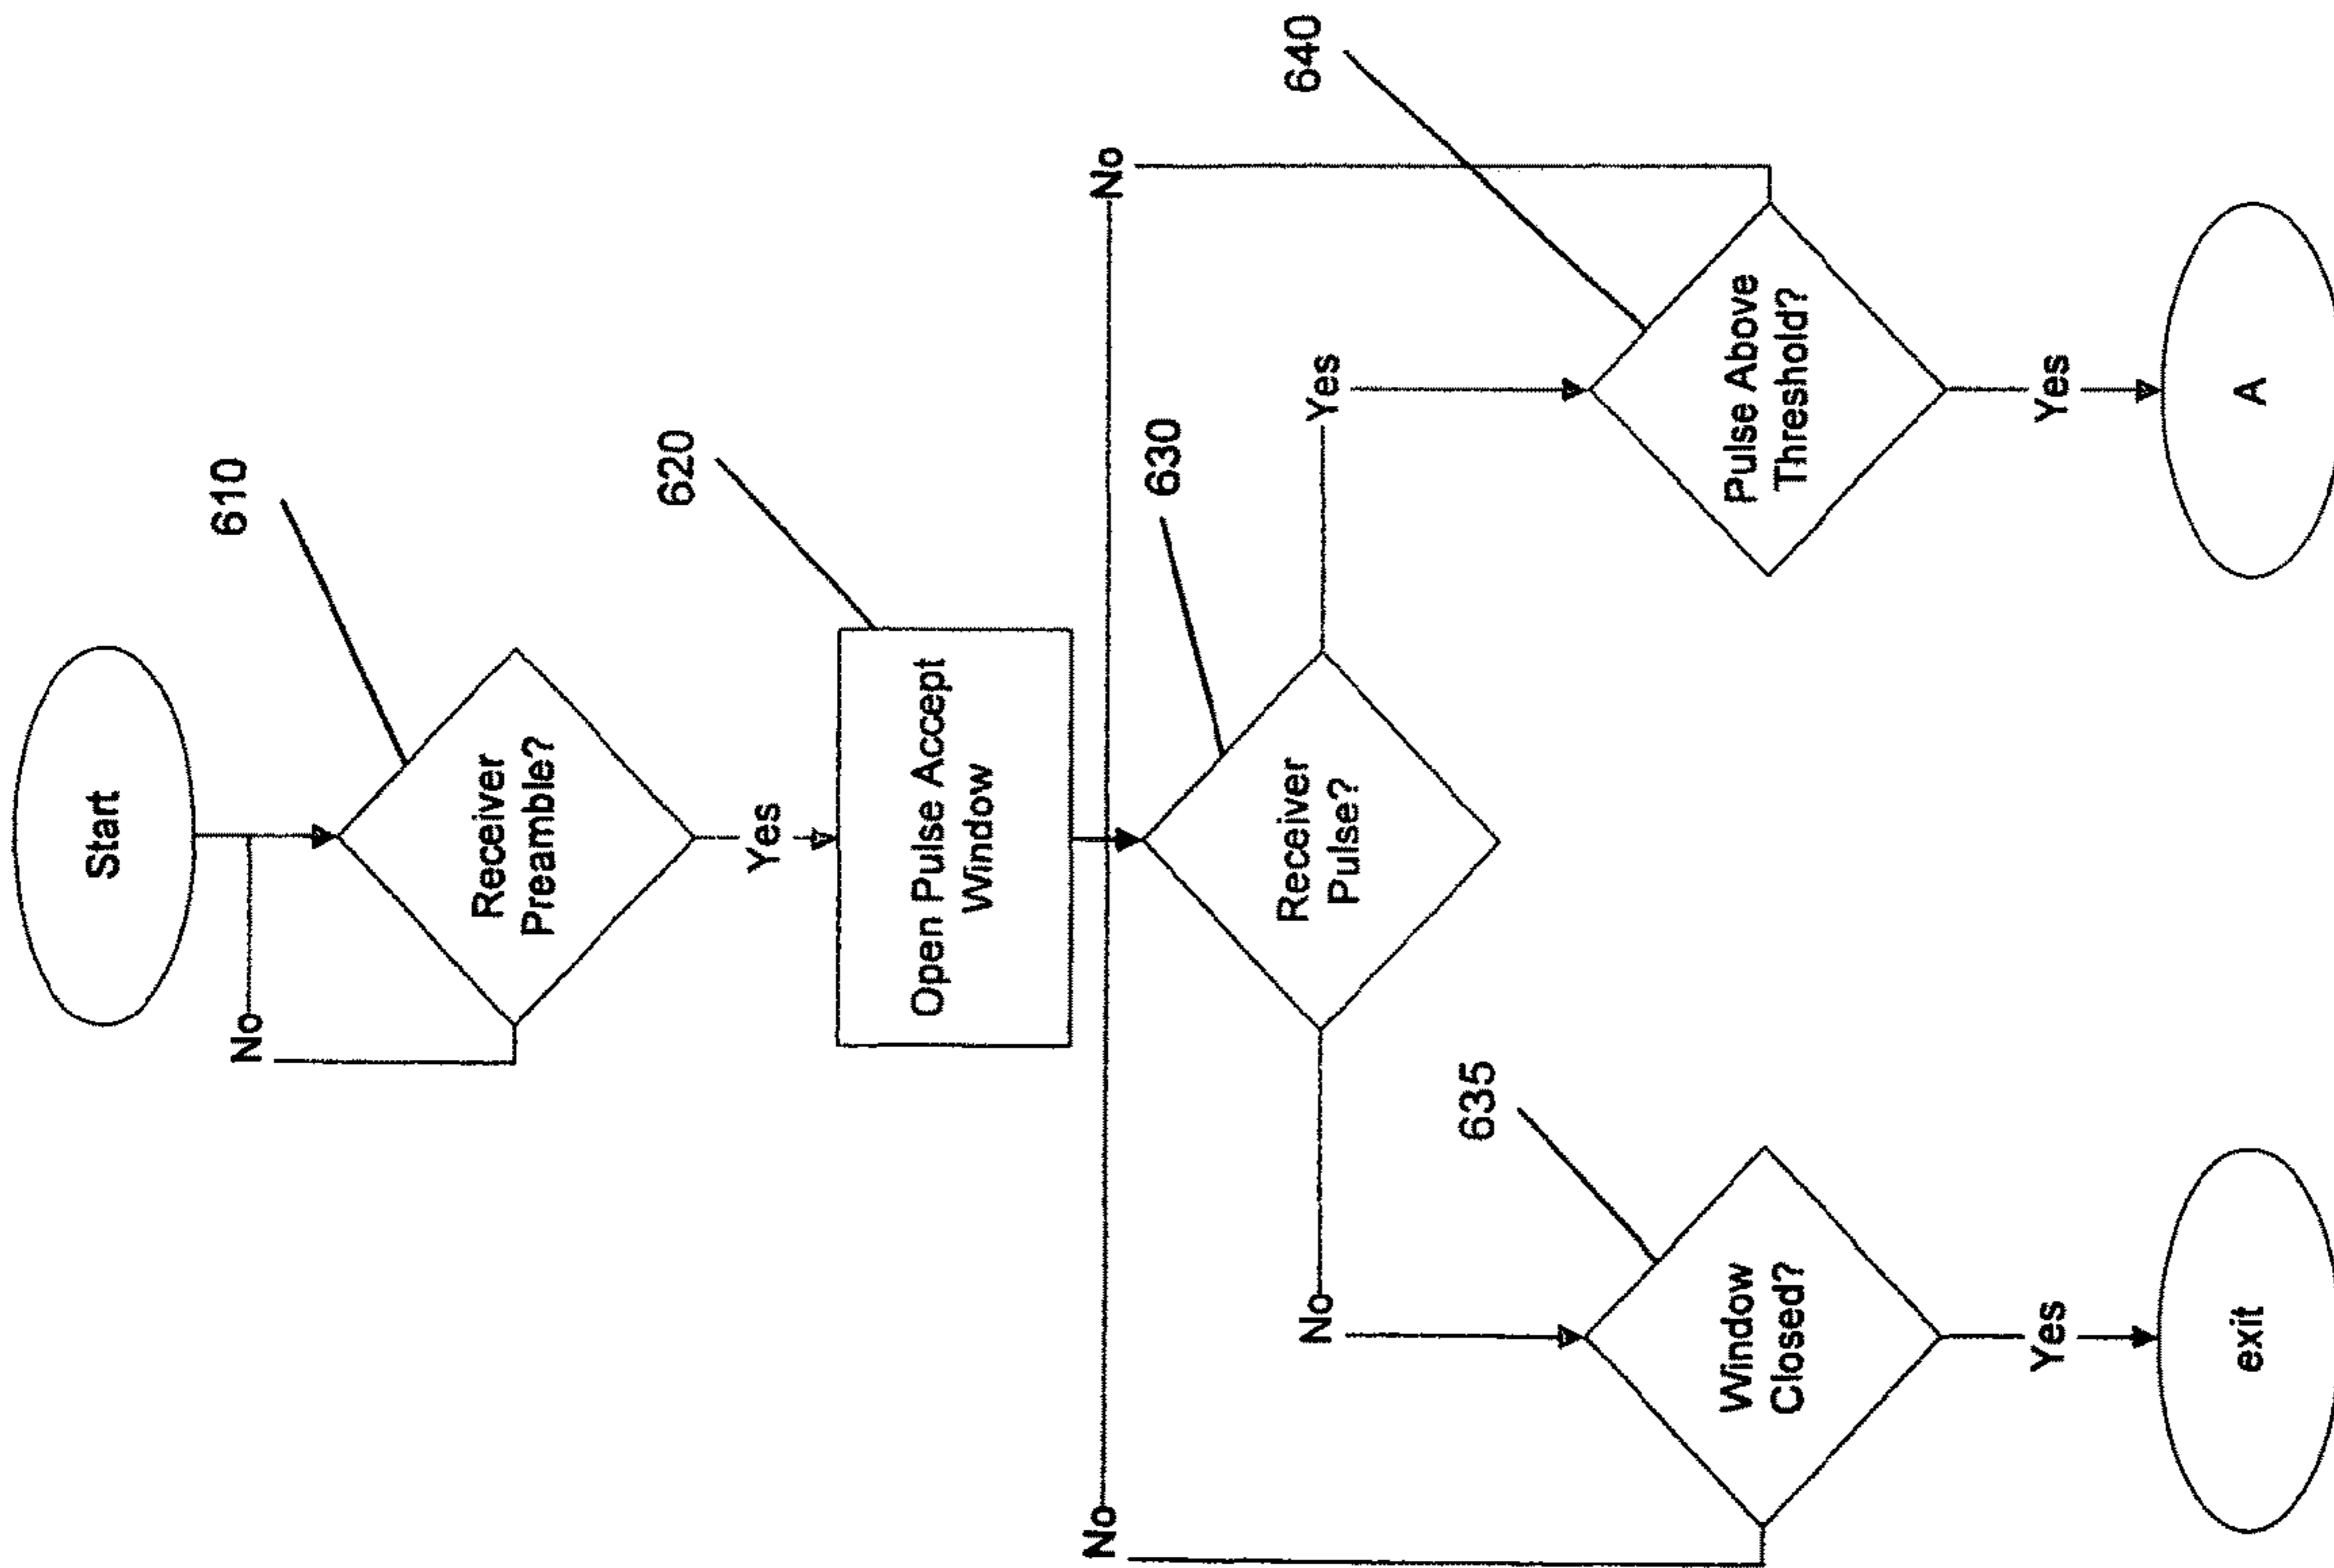 Start
610
No
Receiver
Preamble?
Yes
620
Open Pulse Accept
Window
No
No
630
Receiver
Pulse?
Yes
No
640
635
Pulse Above
Threshold?
Window
Closed?
Yes
Yes
A
exit